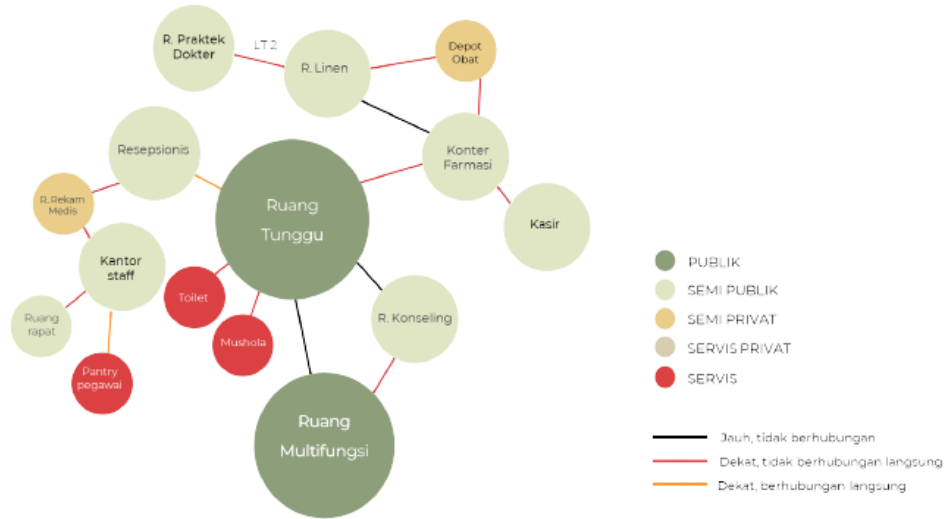 R. Praktek
Dokter
LT 2
R. Linen
Depot
Obat
Resepsionis
Konter
Farmasi
R. Rekam
Medis
Ruang
Tunggu
Kasir
Kantor
staff
Toilet
Ruang
rapat
Mushola
R. Konseling
Pantry
pegawai
Ruang
Multifungsi
PUBLIK
SEMI PUBLIK
SEMI PRIVAT
SERVIS PRIVAT
SERVIS
Jauh, tidak berhubungan
Dekat, tidak berhubungan langsung
Dekat, berhubungan langsung